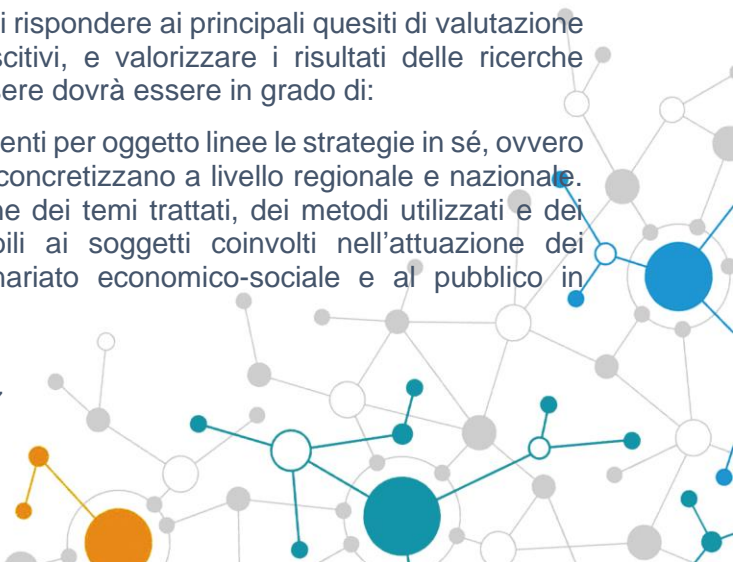 i rispondere ai principali quesiti di valutazione
scitivi, e valorizzare i risultati delle ricerche
sere dovrà essere in grado di:
enti per oggetto linee le strategie in sé, ovvero
concretizzano a livello regionale e nazionale.
ne dei temi trattati, dei metodi utilizzati e dei
bili ai soggetti coinvolti nell'attuazione dei
nariato economico-sociale e al pubblico in